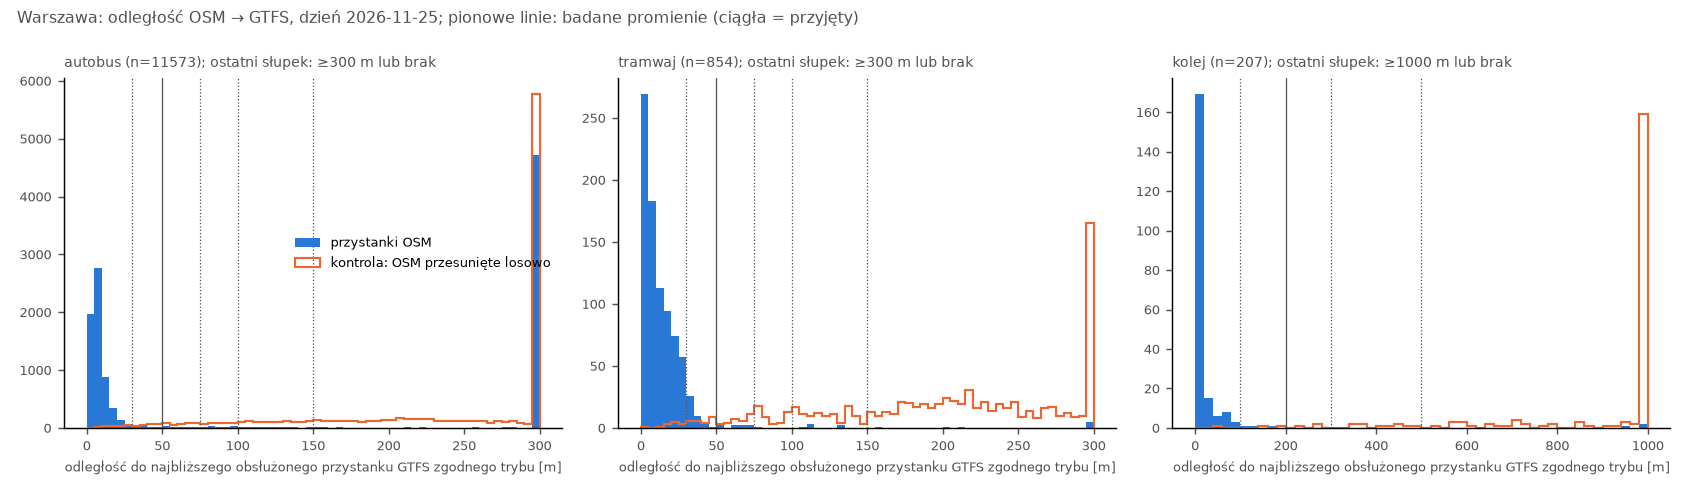 Warszawa: odległość OSM → GTFS, dzień 2026-11-25; pionowe linie: badane promienie (ciągła = przyjęty)
autobus (n=11573); ostatni słupek: ≥300 m lub brak
6000
5000
4000
3000
2000
1000
0
przystanki OSM
kontrola: OSM przesunięte losowo
0 50 100 150 200 250 300
odległość do najbliższego obsłużonego przystanku GTFS zgodnego trybu [m]
tramwaj (n=854); ostatni słupek: ≥300 m lub brak
250
200
150
100
50
0
0 50 100 150 200 250 300
odległość do najbliższego obsłużonego przystanku GTFS zgodnego trybu [m]
kolej (n=207); ostatni słupek: ≥1000 m lub brak
160
140
120
100
80
60
40
20
0
0 200 400 600 800 1000
odległość do najbliższego obsłużonego przystanku GTFS zgodnego trybu [m]